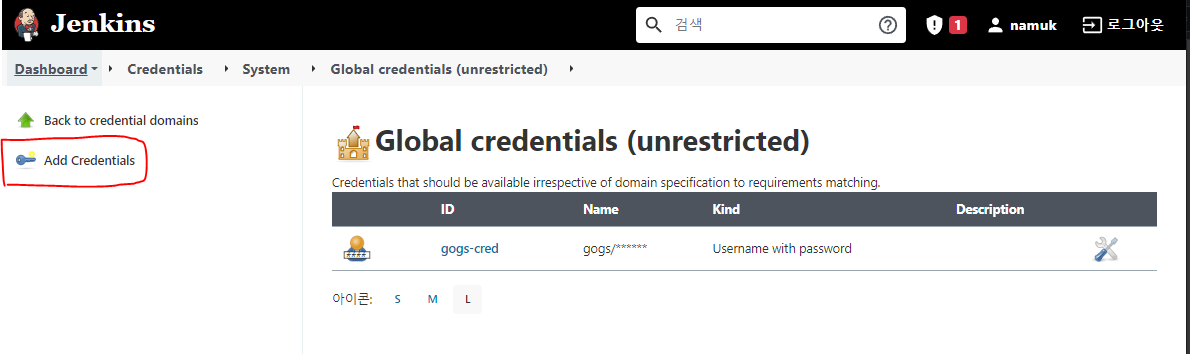 Jenkins 검색 1 namuk 로그아웃
Dashboard Credentials System Global credentials (unrestricted)
Back to credential domains
Add Credentials
Global credentials (unrestricted)
Credentials that should be available irrespective of domain specification to requirements matching.
ID Name Kind Description
gogs-cred gogs/****** Username with password
아이콘: S M L